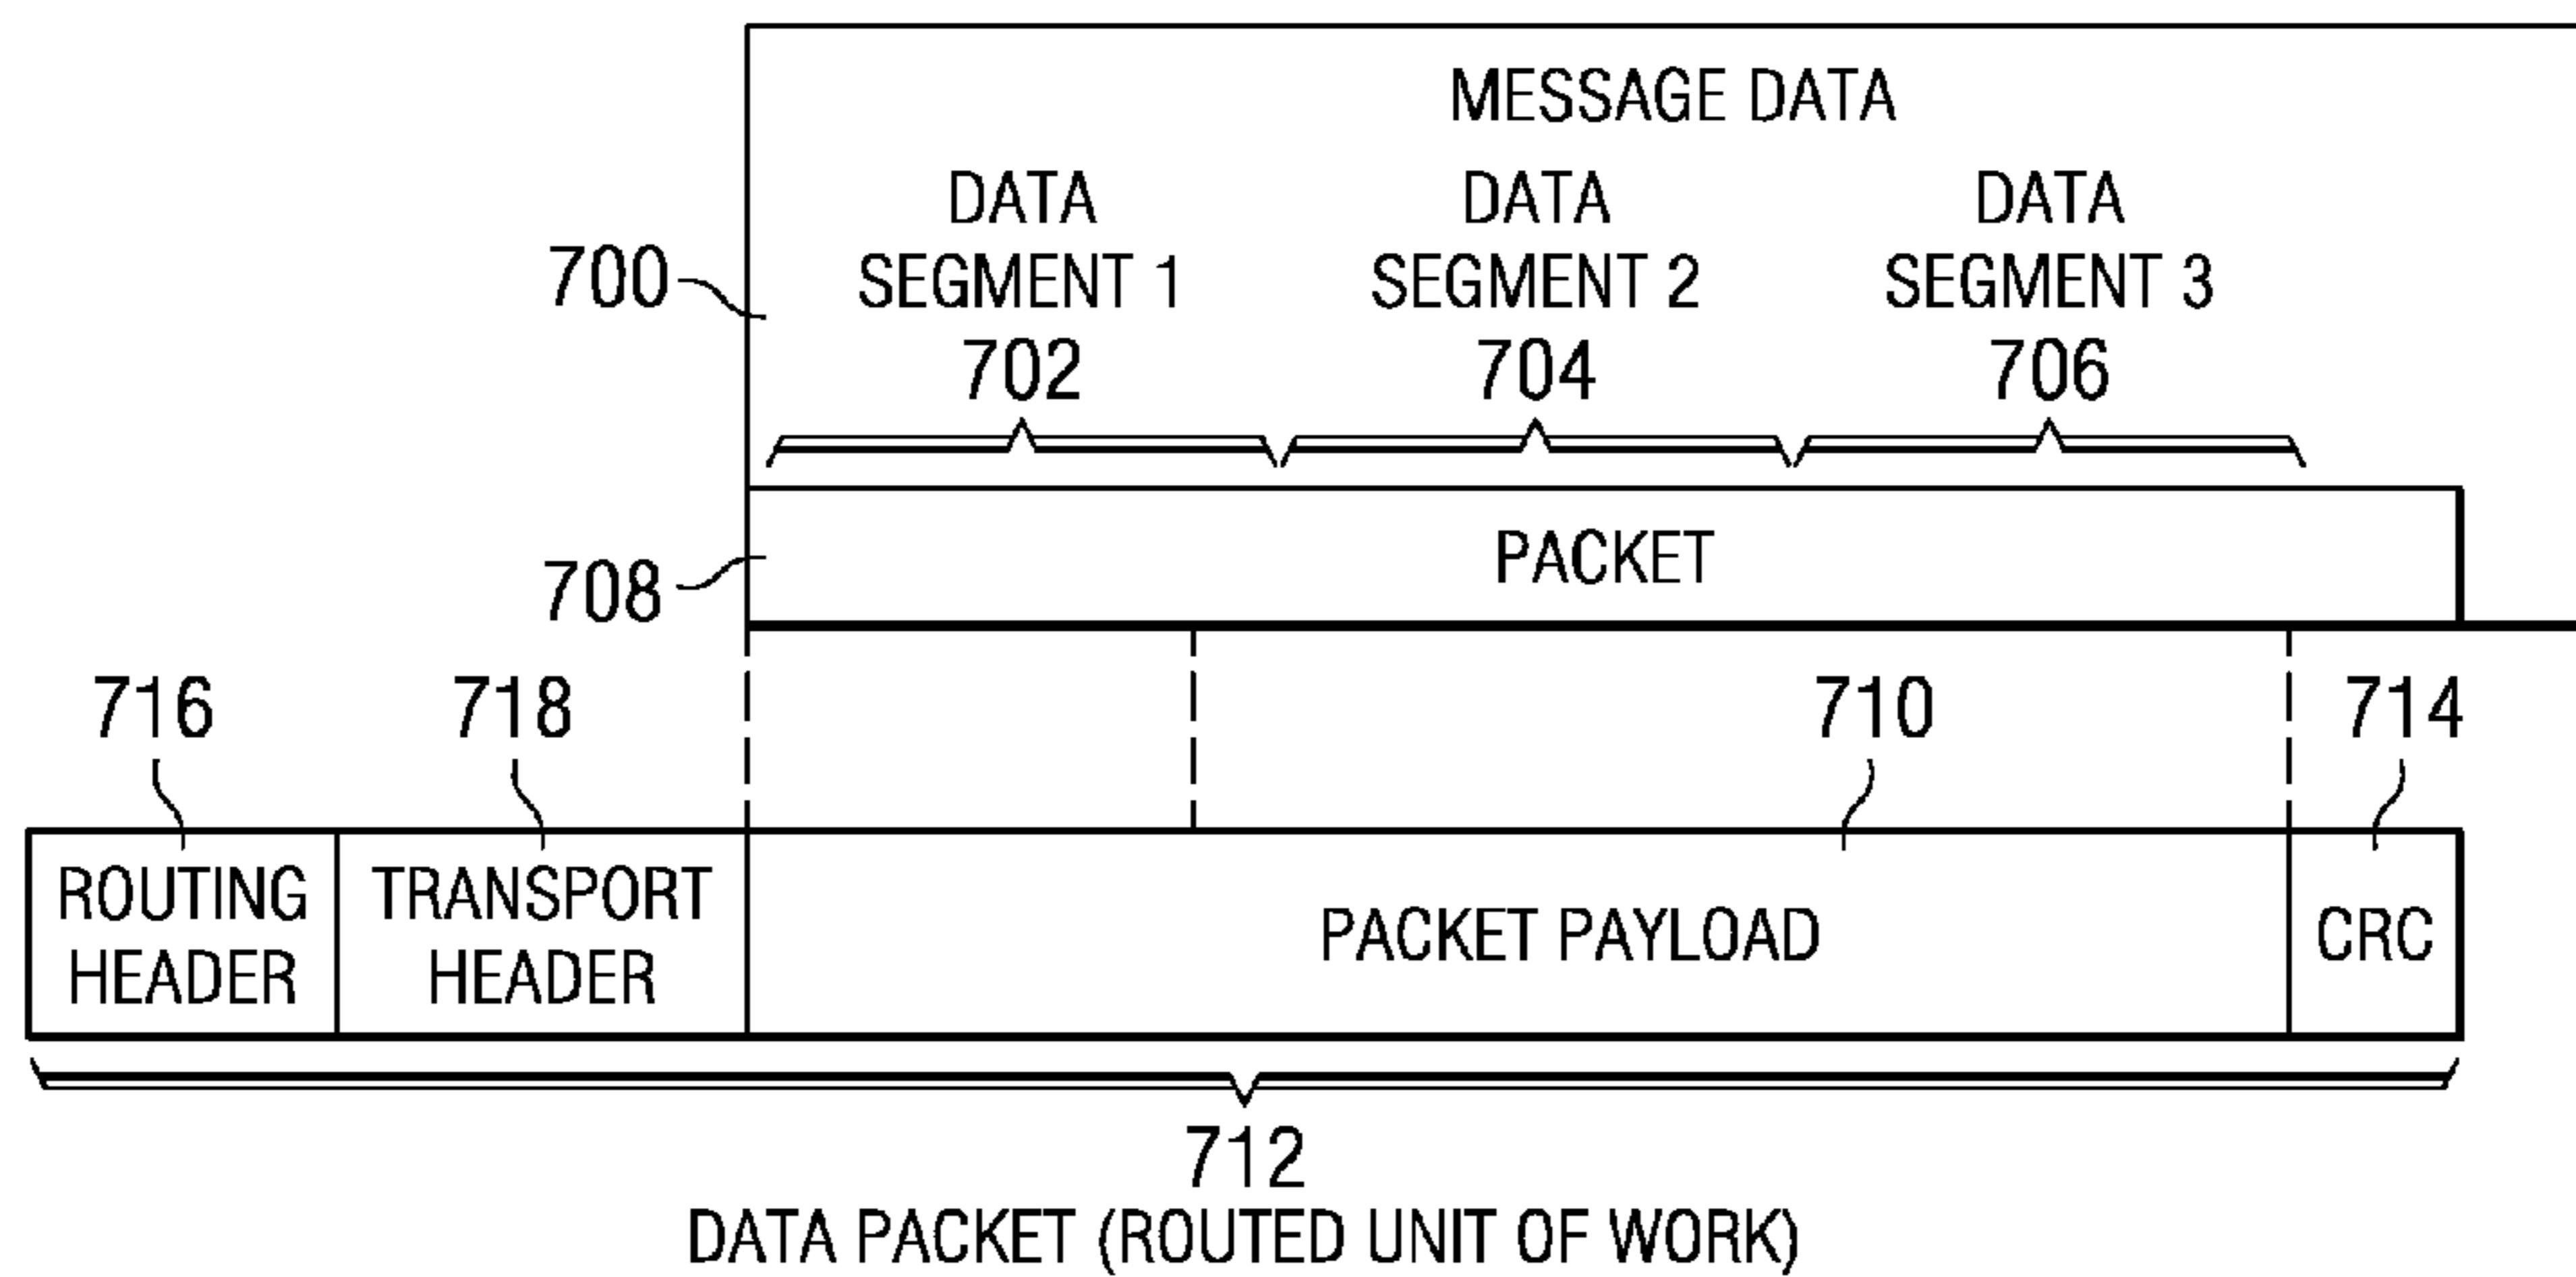 MESSAGE DATA
DATA SEGMENT 1
702
DATA SEGMENT 2
704
DATA SEGMENT 3
706
700
708
PACKET
716
718
710
714
ROUTING HEADER
TRANSPORT HEADER
PACKET PAYLOAD
CRC
712
DATA PACKET (ROUTED UNIT OF WORK)